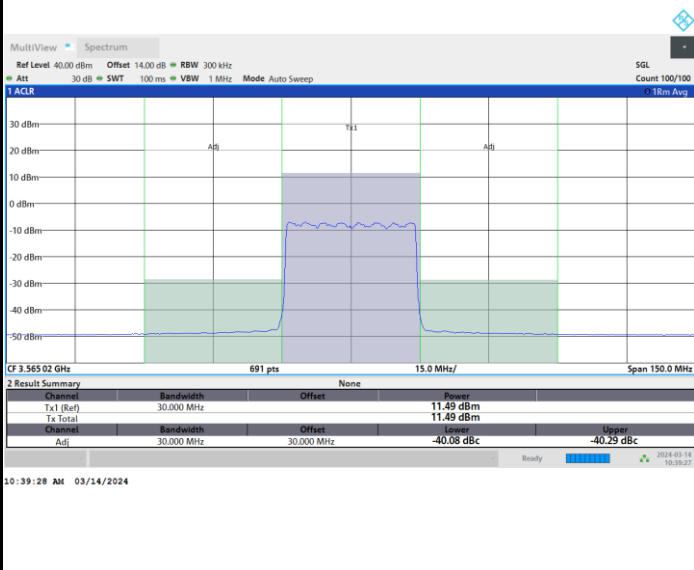 MultiView Spectrum
Ref Level 40.00 dBm Offset 14.00 dB RBW 300 kHz SGL
Att 30 dB SWT 100 ms VBW 1 MHz Mode Auto Sweep Count 100/100
1 ACLR 1Rm Avg
30 dBm
Tx1
20 dBm
Adj Adj
10 dBm
0 dBm
-10 dBm
-20 dBm
-30 dBm
-40 dBm
-50 dBm
CF 3.565 02 GHz 691 pts 15.0 MHz/ Span 150.0 MHz
2 Result Summary None
Channel Bandwidth Offset Power
Tx1 (Ref) 30.000 MHz 11.49 dBm
Tx Total 11.49 dBm
Channel Bandwidth Offset Lower Upper
Adj 30.000 MHz 30.000 MHz -40.08 dBc -40.29 dBc
Ready 2024-03-14
10:39:27
10:39:28 AM 03/14/2024